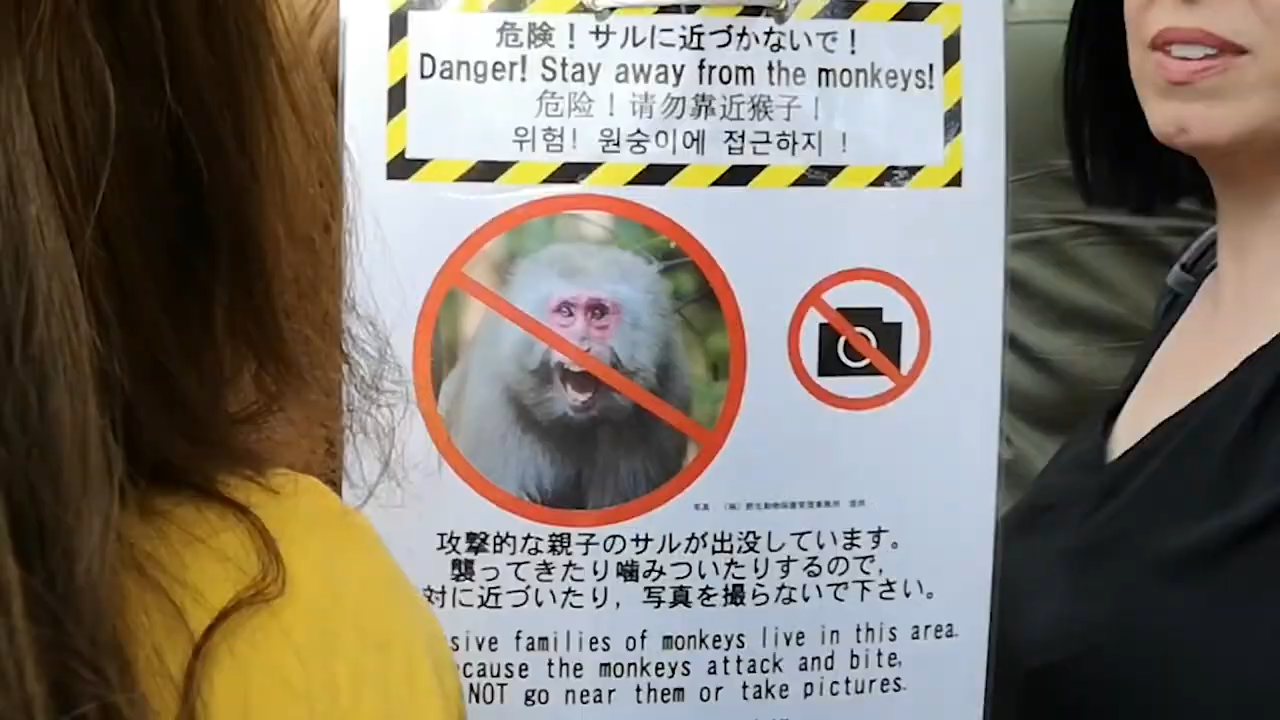 危険！サルに近づかないで！
Danger! Stay away from the monkeys!
危险！请勿靠近猴子！
위험! 원숭이에 접근하지 !
攻撃的な親子のサルが出没しています。
襲ってきたり噛みついたりするので,
対に近づいたり, 写真を撮らないで下さい。
sive families of monkeys live in this area.
cause the monkeys attack and bite,
NOT go near them or take pictures.